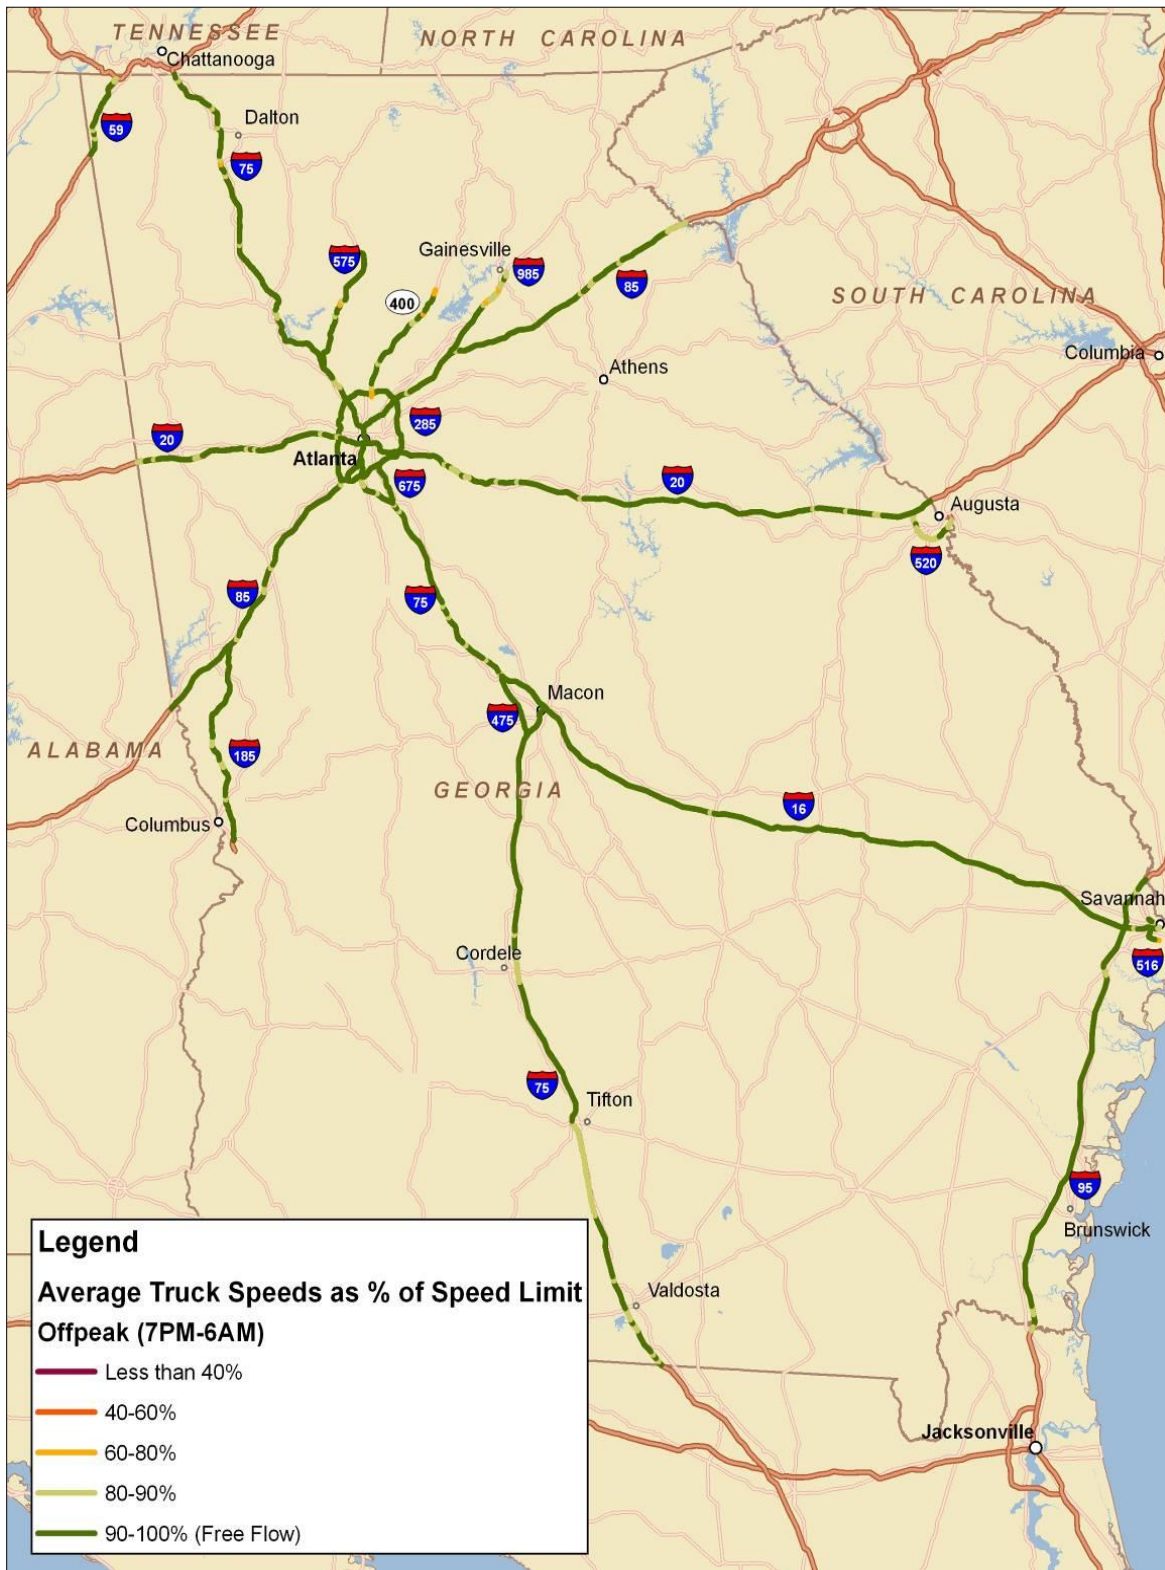 TENNESSEE
NORTH CAROLINA
Chattanooga
Dalton
59
75
Gainesville
575
985
400
85
SOUTH CAROLINA
Columbia
Athens
285
20
Atlanta
675
20
Augusta
520
85
75
Macon
475
ALABAMA
185
GEORGIA
16
Columbus
Savannah
Cordele
516
75
Tifton
95
Brunswick
Valdosta
Jacksonville
Legend
Average Truck Speeds as % of Speed Limit
Offpeak (7PM-6AM)
Less than 40%
40-60%
60-80%
80-90%
90-100% (Free Flow)